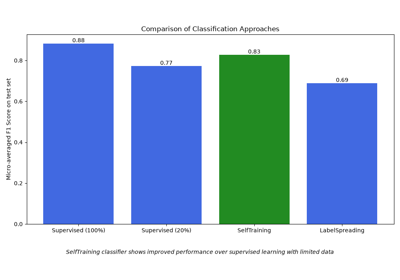 Comparison of Classification Approaches
Micro-averaged F1 Score on test set
0.8
0.6
0.4
0.2
0.0
0.88
0.77
0.83
0.69
Supervised (100%)
Supervised (20%)
SelfTraining
LabelSpreading
SelfTraining classifier shows improved performance over supervised learning with limited data